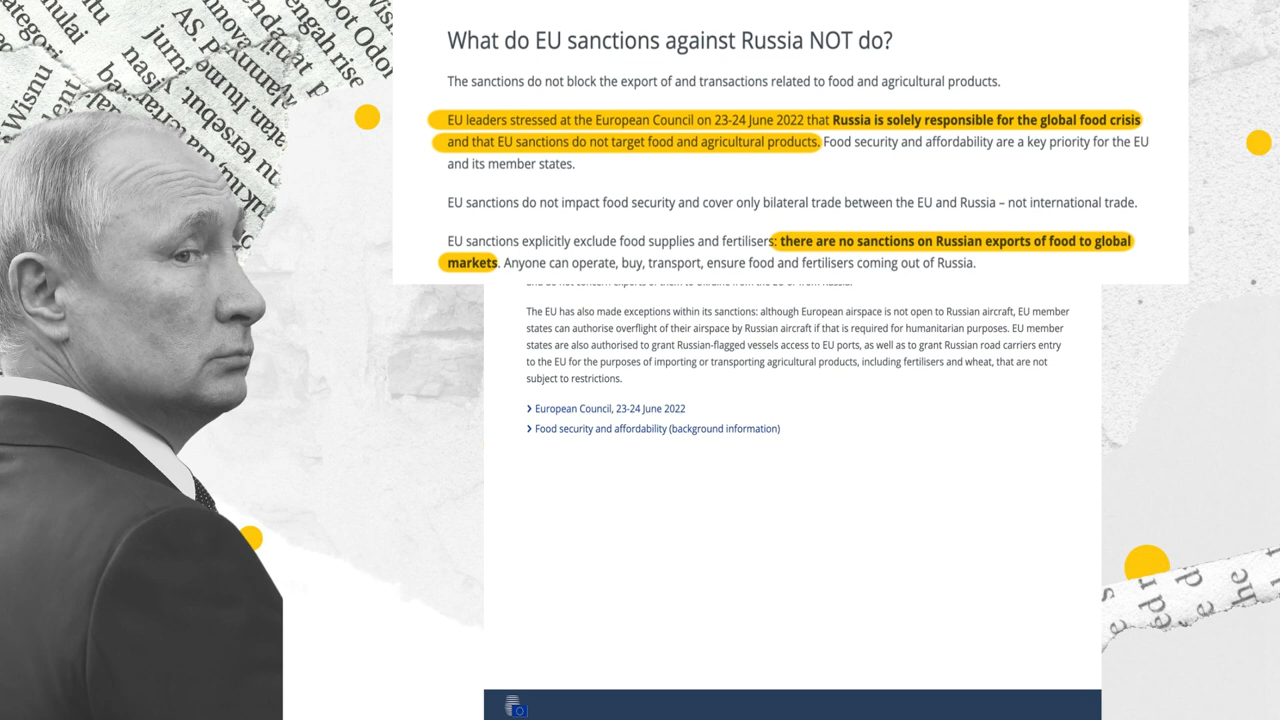 What do EU sanctions against Russia NOT do?
The sanctions do not block the export of and transactions related to food and agricultural products.
EU leaders stressed at the European Council on 23-24 June 2022 that Russia is solely responsible for the global food crisis
and that EU sanctions do not target food and agricultural products. Food security and affordability are a key priority for the EU
and its member states.
EU sanctions do not impact food security and cover only bilateral trade between the EU and Russia – not international trade.
EU sanctions explicitly exclude food supplies and fertilisers: there are no sanctions on Russian exports of food to global
markets. Anyone can operate, buy, transport, ensure food and fertilisers coming out of Russia.
The EU has also made exceptions within its sanctions: although European airspace is not open to Russian aircraft, EU member
states can authorise overflight of their airspace by Russian aircraft if that is required for humanitarian purposes. EU member
states are also authorised to grant Russian-flagged vessels access to EU ports, as well as to grant Russian road carriers entry
to the EU for the purposes of importing or transporting agricultural products, including fertilisers and wheat, that are not
subject to restrictions.
› European Council, 23-24 June 2022
› Food security and affordability (background information)